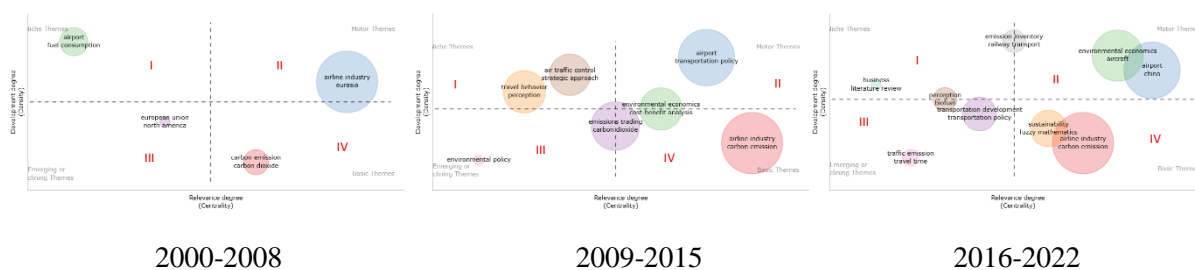 Niche Themes
Motor Themes
airport
fuel consumption
I
II
airline industry
eurasia
european union
north america
III
IV
carbon emission
carbon dioxide
Emerging or
clining Themes
Basic Themes
Development degree
(Density)
Relevance degree
(Centrality)
2000-2008
Niche Themes
Motor Themes
airport
transportation policy
air traffic control
strategic approach
I
II
travel behavior
perception
environmental economics
cost-benefit analysis
emissions trading
carbon dioxide
III
IV
airline industry
carbon emission
environmental policy
Emerging or
clining Themes
Basic Themes
Development degree
(Density)
Relevance degree
(Centrality)
2009-2015
Niche Themes
Motor Themes
emission inventory
railway transport
environmental economics
aircraft
I
II
airport
china
business
literature review
perception
biofuel
transportation development
transportation policy
III
IV
sustainability
fuzzy mathematics
airline industry
carbon emission
traffic emission
travel time
Emerging or
clining Themes
Basic Themes
Development degree
(Density)
Relevance degree
(Centrality)
2016-2022